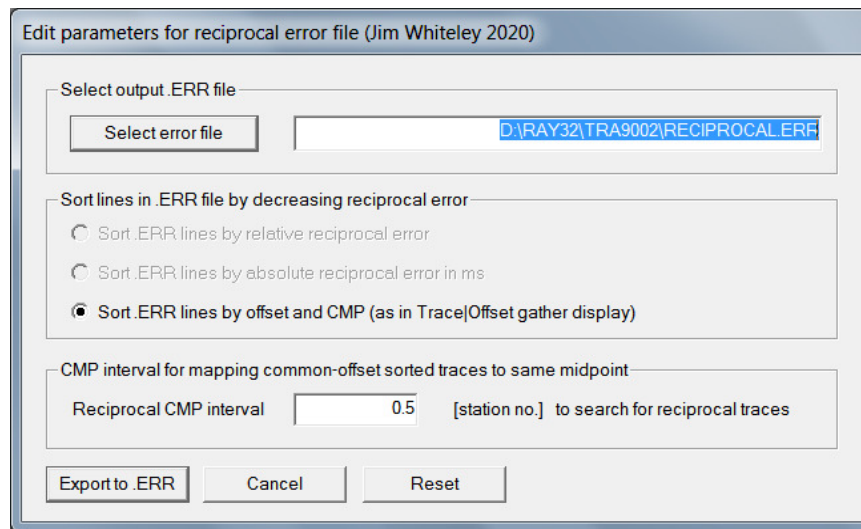 Edit parameters for reciprocal error file (Jim Whiteley 2020)
Select output .ERR file
Select error file
D:\RAY32\TRA9002\RECIPROCAL.ERR
Sort lines in .ERR file by decreasing reciprocal error
Sort .ERR lines by relative reciprocal error
Sort .ERR lines by absolute reciprocal error in ms
Sort .ERR lines by offset and CMP (as in Trace|Offset gather display)
CMP interval for mapping common-offset sorted traces to same midpoint
Reciprocal CMP interval 0.5 [station no.] to search for reciprocal traces
Export to .ERR Cancel Reset